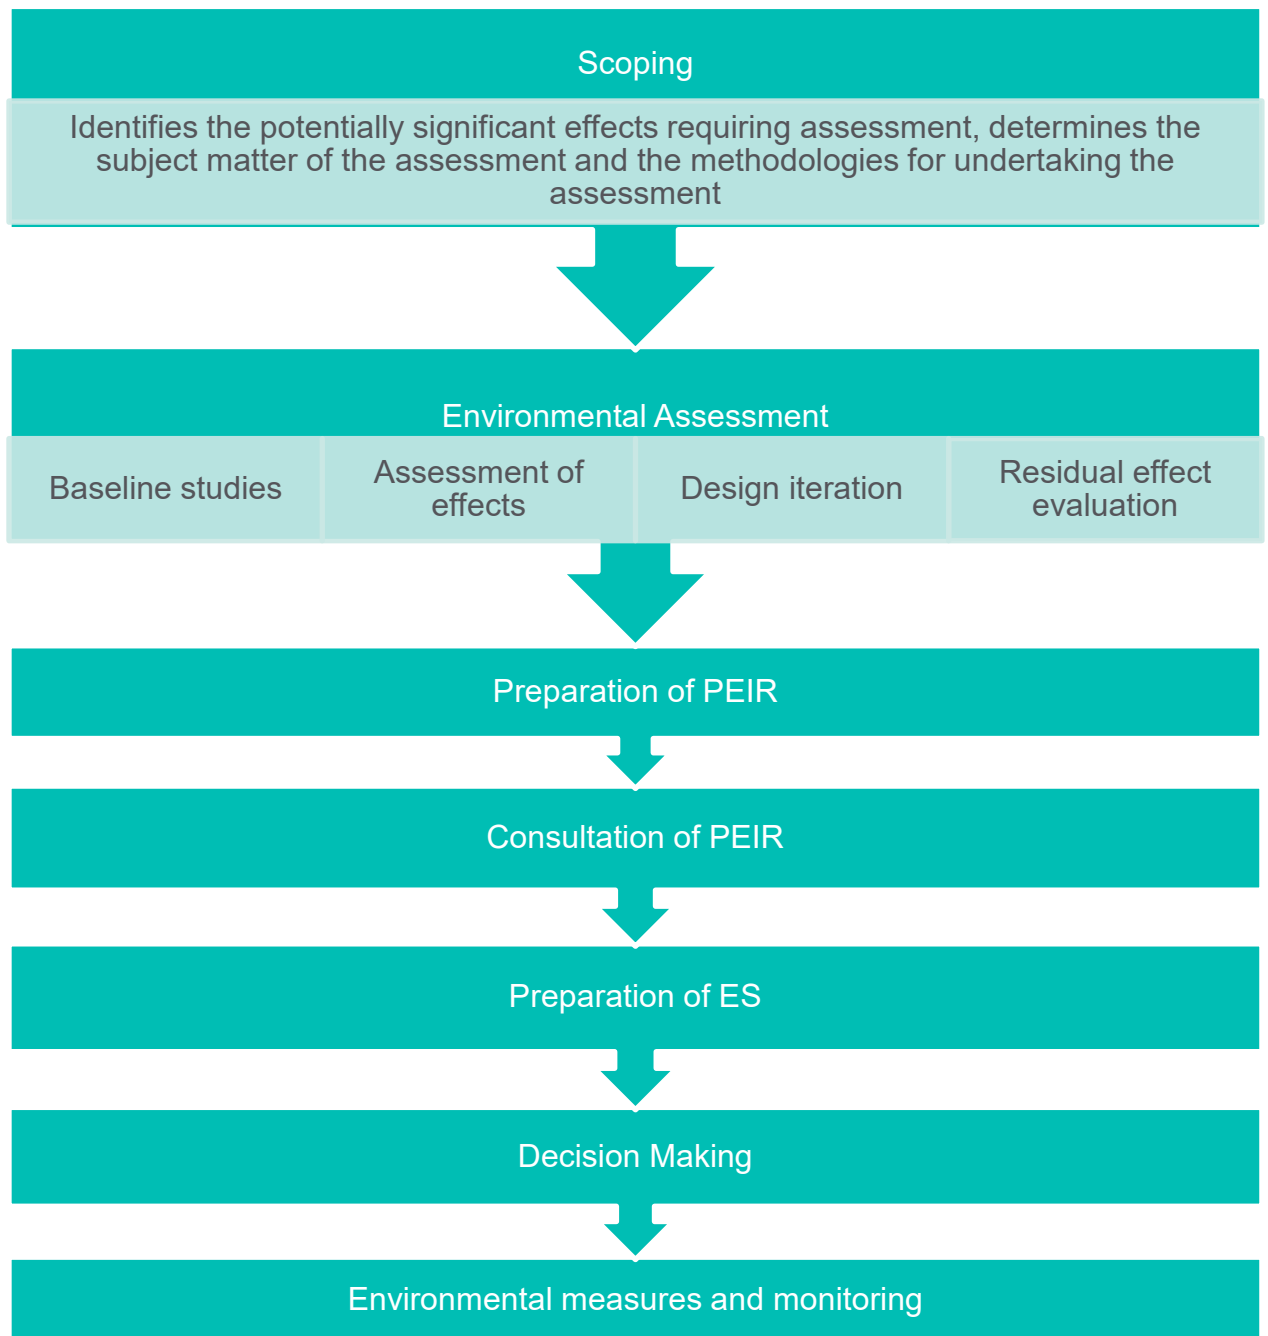 Scoping
Identifies the potentially significant effects requiring assessment, determines the
subject matter of the assessment and the methodologies for undertaking the
assessment
Environmental Assessment
Baseline studies
Assessment of
effects
Design iteration
Residual effect
evaluation
Preparation of PEIR
Consultation of PEIR
Preparation of ES
Decision Making
Environmental measures and monitoring